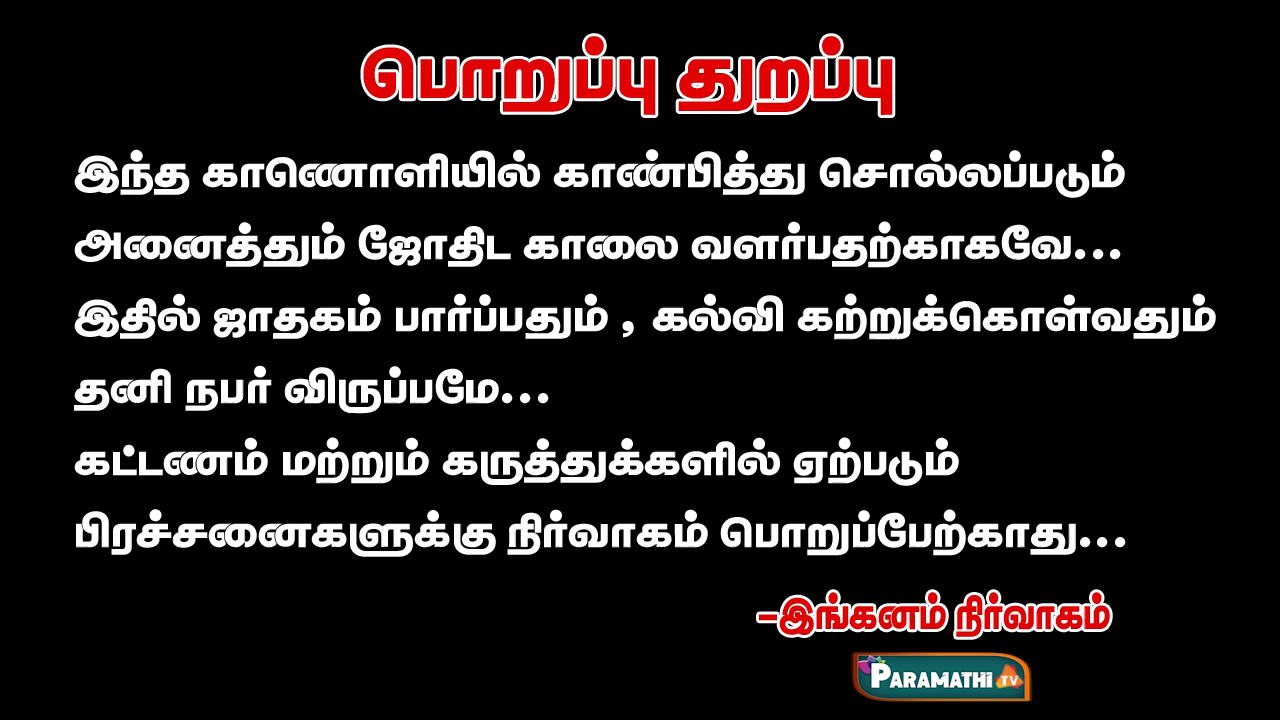 பொறுப்பு துறப்பு
இந்த காணொளியில் காண்பித்து சொல்லப்படும்
அனைத்தும் ஜோதிட காலை வளர்பதற்காகவே...
இதில் ஜாதகம் பார்ப்பதும் , கல்வி கற்றுக்கொள்வதும்
தனி நபர் விருப்பமே...
கட்டணம் மற்றும் கருத்துக்களில் ஏற்படும்
பிரச்சனைகளுக்கு நிர்வாகம் பொறுப்பேற்காது...
-இங்கனம் நிர்வாகம்
PARAMATHI TV